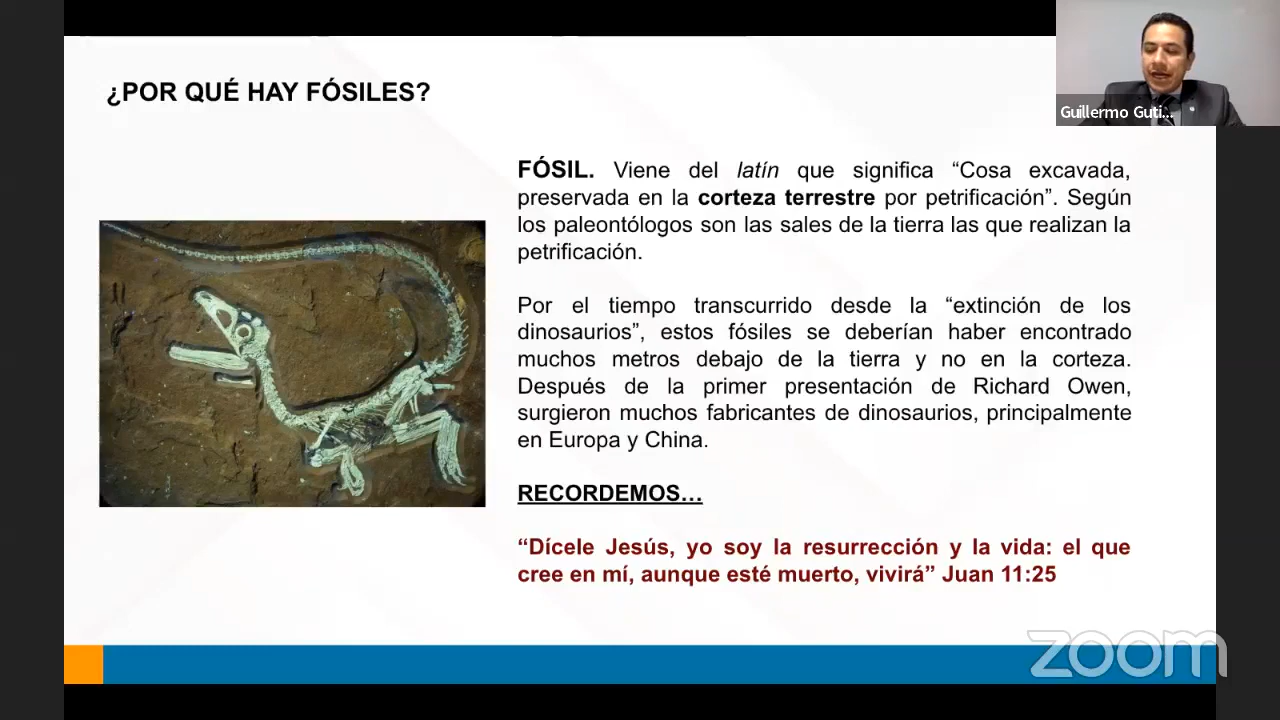 ¿POR QUÉ HAY FÓSILES?
Guillermo Guti...
FÓSIL. Viene del latín que significa “Cosa excavada,
preservada en la corteza terrestre por petrificación”. Según
los paleontólogos son las sales de la tierra las que realizan la
petrificación.
Por el tiempo transcurrido desde la “extinción de los
dinosaurios”, estos fósiles se deberían haber encontrado
muchos metros debajo de la tierra y no en la corteza.
Después de la primer presentación de Richard Owen,
surgieron muchos fabricantes de dinosaurios, principalmente
en Europa y China.
RECORDEMOS…
“Dícele Jesús, yo soy la resurrección y la vida: el que
cree en mí, aunque esté muerto, vivirá” Juan 11:25
zoom